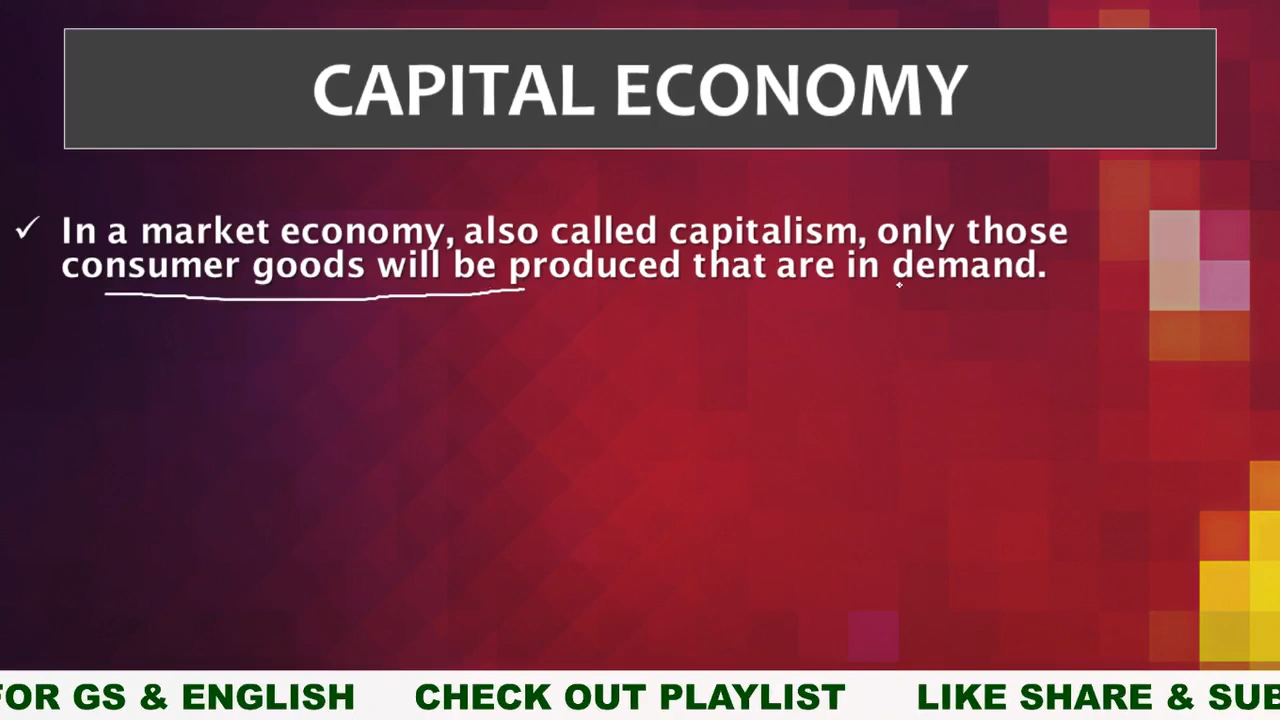 CAPITAL ECONOMY
✓ In a market economy, also called capitalism, only those
consumer goods will be produced that are in demand.
FOR GS & ENGLISH CHECK OUT PLAYLIST LIKE SHARE & SUB